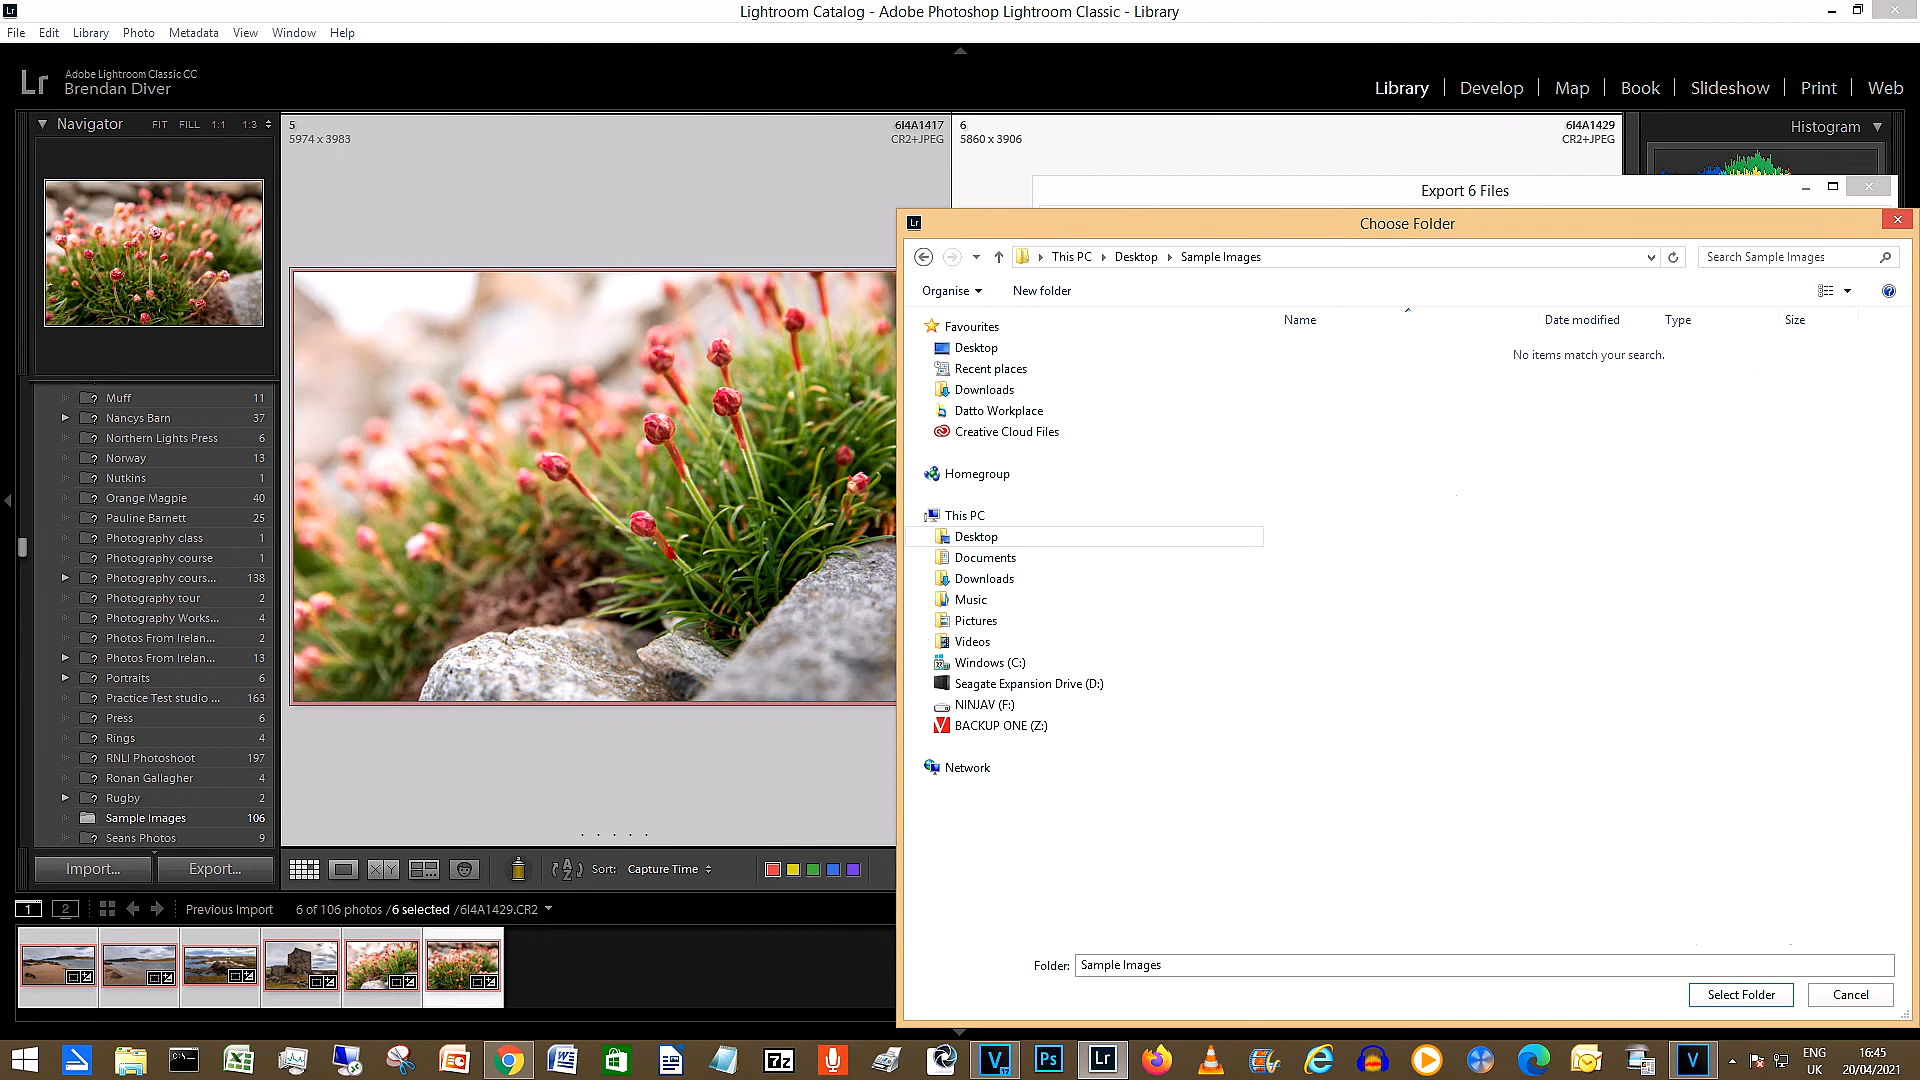 Lr
Lightroom Catalog - Adobe Photoshop Lightroom Classic - Library
File Edit Library Photo Metadata View Window Help
Lr
Adobe Lightroom Classic CC
Brendan Diver
Library Develop Map Book Slideshow Print Web
Navigator FIT FILL 1:1 1:3
5
5974 x 3983
6I4A1417
CR2+JPEG
6
5860 x 3906
6I4A1429
CR2+JPEG
Histogram
Export 6 Files
Lr
Choose Folder
This PC Desktop Sample Images
Search Sample Images
Organise New folder
Name Date modified Type Size
No items match your search.
Favourites
Desktop
Recent places
Downloads
Datto Workplace
Creative Cloud Files
Homegroup
This PC
Desktop
Documents
Downloads
Music
Pictures
Videos
Windows (C:)
Seagate Expansion Drive (D:)
NINJAV (F:)
BACKUP ONE (Z:)
Network
Folder: Sample Images
Select Folder Cancel
Muff 11
Nancys Barn 37
Northern Lights Press 6
Norway 13
Nutkins 1
Orange Magpie 40
Pauline Barnett 25
Photography class 1
Photography course 1
Photography cours... 138
Photography tour 2
Photography Works... 4
Photos From Irelan... 2
Photos From Irelan... 13
Portraits 6
Practice Test studio ... 163
Press 6
Rings 4
RNLI Photoshoot 197
Ronan Gallagher 4
Rugby 2
Sample Images 106
Seans Photos 9
Import... Export...
X Y
Sort: Capture Time
1 2 Previous Import 6 of 106 photos / 6 selected / 6I4A1429.CR2
7z
Ps
Lr
V
ENG
UK
16:45
20/04/2021